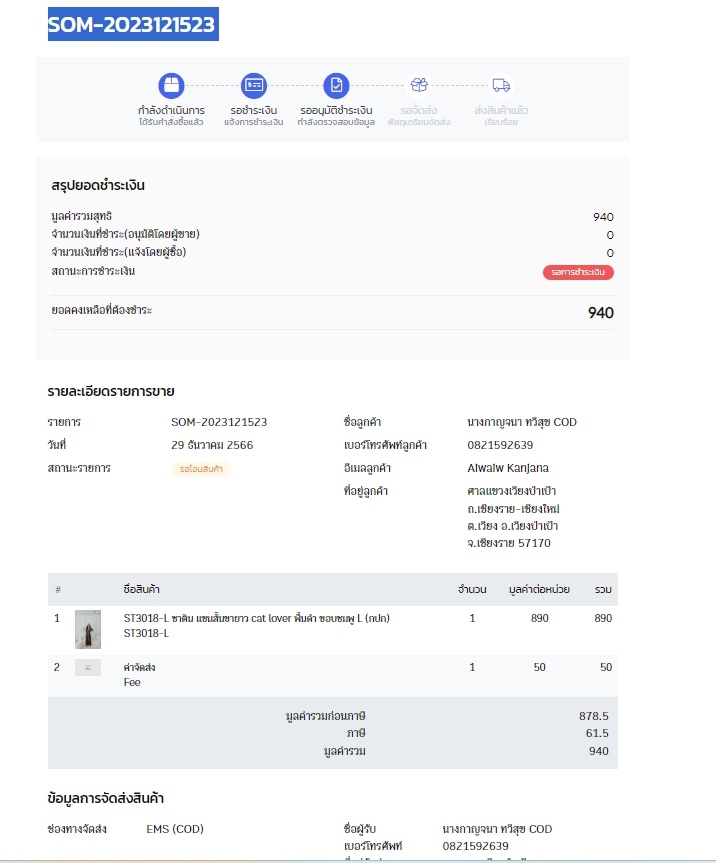 SOM-2023121523
กำลังดำเนินการ รอชำระเงิน รออนุมัติชำระเงิน รอจัดส่ง ส่งสินค้าแล้ว
ได้รับคำสั่งซื้อแล้ว แจ้งการชำระเงิน กำลังตรวจสอบข้อมูล พัสดุเตรียมจัดส่ง เรียบร้อย
สรุปยอดชำระเงิน
มูลค่ารวมสุทธิ 940
จำนวนเงินที่ชำระ(อนุมัติโดยผู้ขาย) 0
จำนวนเงินที่ชำระ(แจ้งโดยผู้ซื้อ) 0
สถานะการชำระเงิน รอการชำระเงิน
ยอดคงเหลือที่ต้องชำระ 940
รายละเอียดรายการขาย
รายการ SOM-2023121523 ชื่อลูกค้า นางกาญจนา ทวีสุข COD
วันที่ 29 ธันวาคม 2566 เบอร์โทรศัพท์ลูกค้า 0821592639
สถานะรายการ รอโอนสินค้า อีเมลลูกค้า Aiwaiw Kanjana
ที่อยู่ลูกค้า ศาลแขวงเวียงป่าเป้า
ถ.เชียงราย-เชียงใหม่
ต.เวียง อ.เวียงป่าเป้า
จ.เชียงราย 57170
# ชื่อสินค้า จำนวน มูลค่าต่อหน่วย รวม
1 ST3018-L ซาติน แขนสั้นขายาว cat lover พื้นดำ ขอบชมพู L (กปก) 1 890 890
ST3018-L
2 ค่าจัดส่ง 1 50 50
Fee
มูลค่ารวมก่อนภาษี 878.5
ภาษี 61.5
มูลค่ารวม 940
ข้อมูลการจัดส่งสินค้า
ช่องทางจัดส่ง EMS (COD) ชื่อผู้รับ นางกาญจนา ทวีสุข COD
เบอร์โทรศัพท์ 0821592639